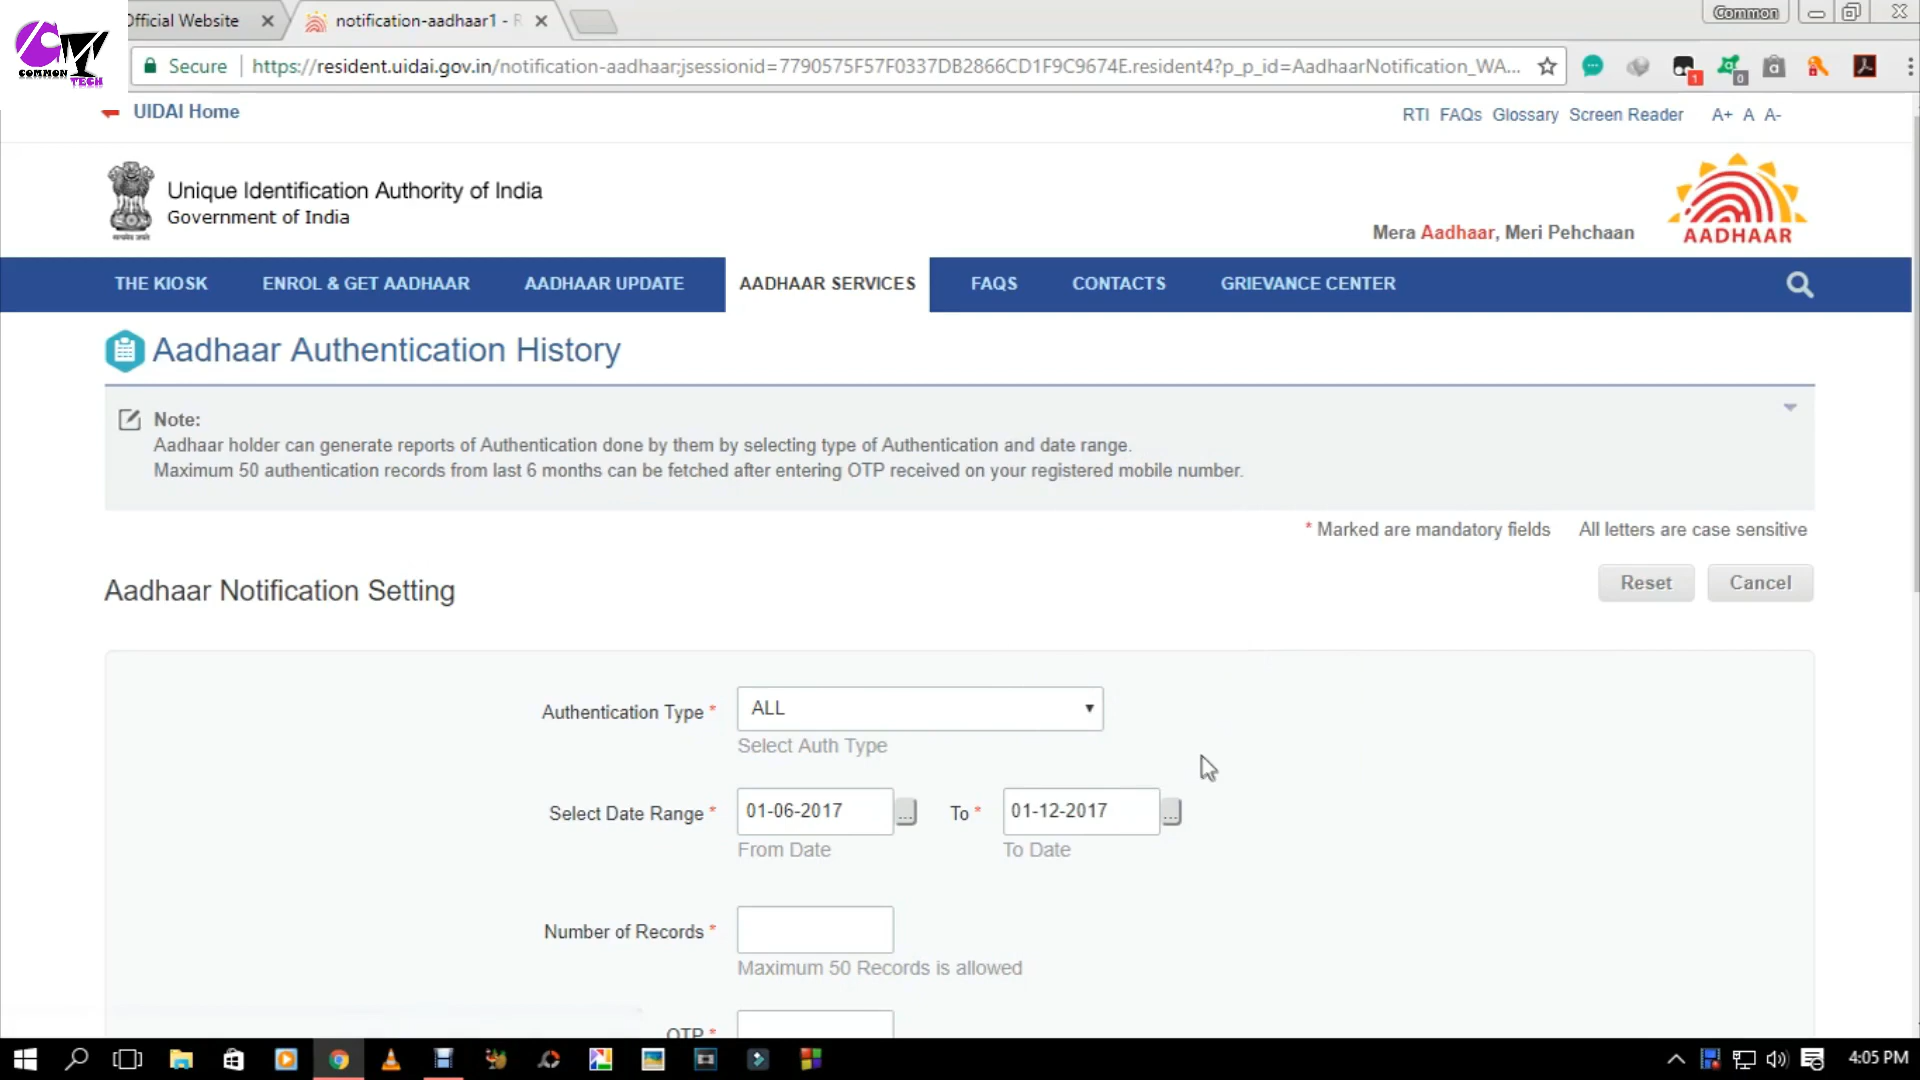 Official Website
notification-aadhaar1 - R
Common
CM
COMMON TECH
Secure
https://resident.uidai.gov.in/notification-aadhaar;jsessionid=7790575F57F0337DB2866CD1F9C9674E.resident4?p_p_id=AadhaarNotification_WA...
1
0
UIDAI Home
RTI FAQs Glossary Screen Reader A+ A A-
Unique Identification Authority of India
Government of India
Mera Aadhaar, Meri Pehchaan
AADHAAR
THE KIOSK ENROL & GET AADHAAR AADHAAR UPDATE AADHAAR SERVICES FAQS CONTACTS GRIEVANCE CENTER
Aadhaar Authentication History
Note:
Aadhaar holder can generate reports of Authentication done by them by selecting type of Authentication and date range.
Maximum 50 authentication records from last 6 months can be fetched after entering OTP received on your registered mobile number.
* Marked are mandatory fields All letters are case sensitive
Aadhaar Notification Setting
Reset Cancel
Authentication Type * ALL
Select Auth Type
Select Date Range * 01-06-2017 ... To * 01-12-2017 ...
From Date To Date
Number of Records *
Maximum 50 Records is allowed
OTP *
4:05 PM